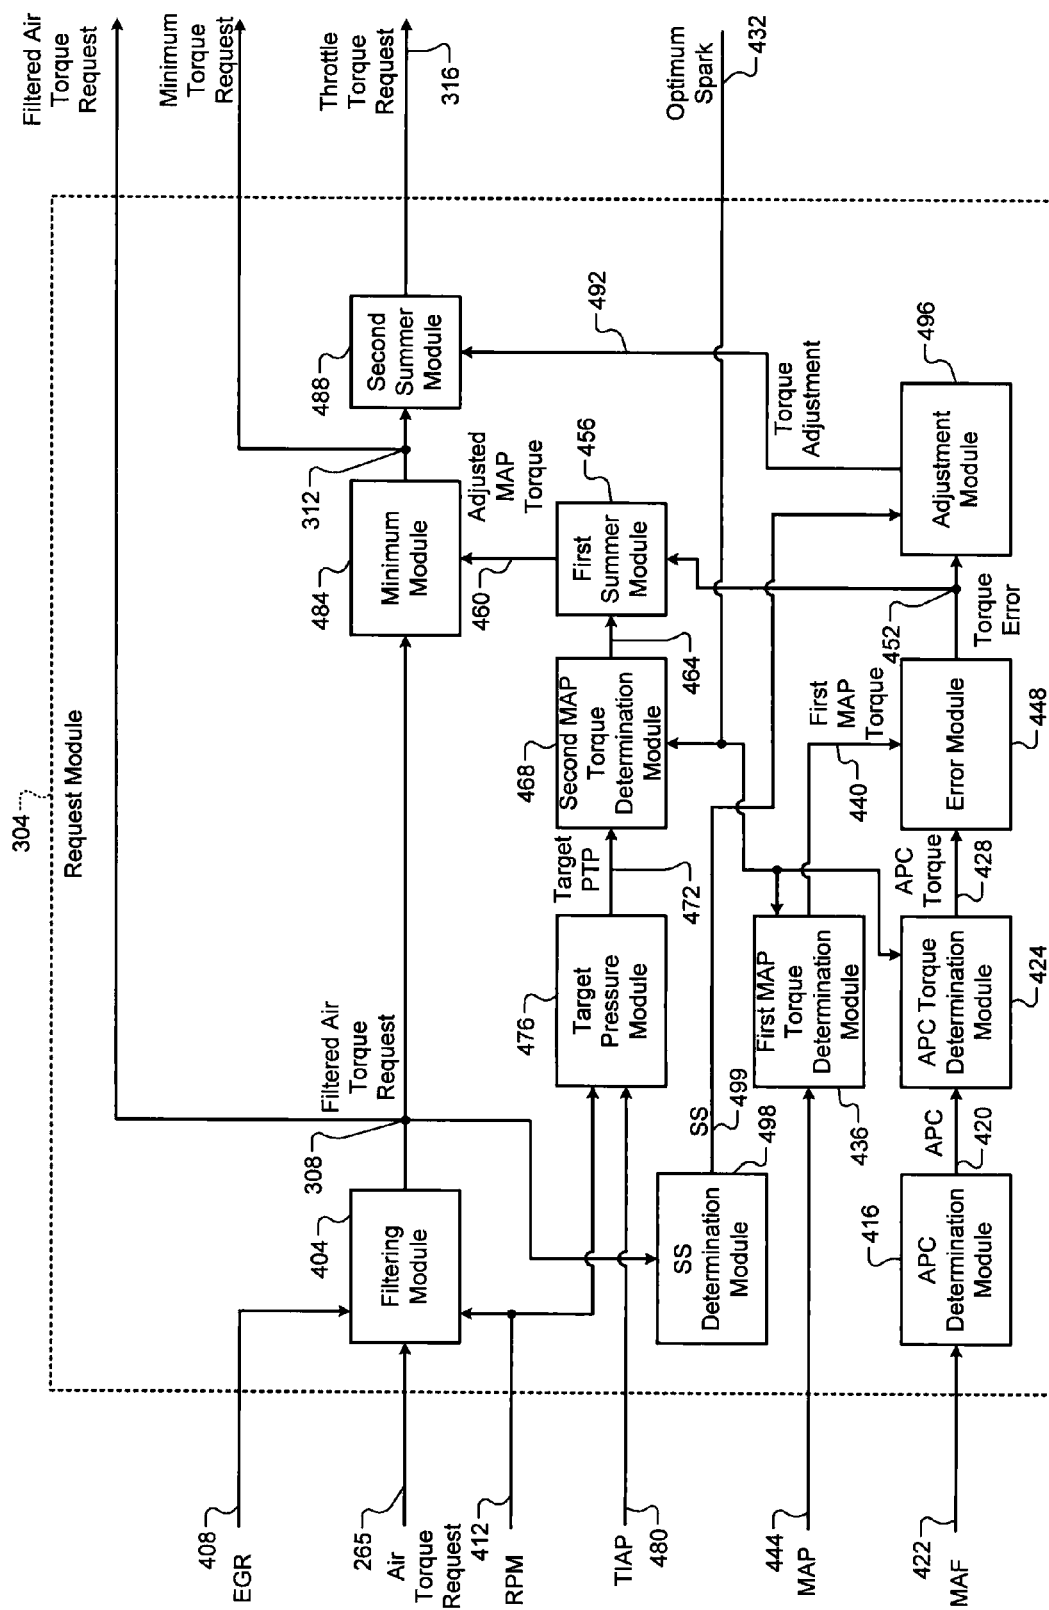 304
Request Module
Filtered Air
Torque
Request
Minimum
Torque
Request
Throttle
Torque
Request
316
Optimum
Spark
432
408
EGR
265
Air
Torque
Request
412
RPM
TIAP
480
444
MAP
422
MAF
404
Filtering
Module
308
Filtered Air
Torque
Request
484
Minimum
Module
312
488
Second
Summer
Module
476
Target
Pressure
Module
Target
PTP
472
468
Second MAP
Torque
Determination
Module
464
First
Summer
Module
456
460
Adjusted
MAP
Torque
492
Torque
Adjustment
SS
Determination
Module
498
SS
499
First MAP
Torque
Determination
Module
436
First
MAP
Torque
440
416
APC
Determination
Module
APC
420
APC Torque
Determination
Module
424
APC
Torque
428
Error Module
448
452
Torque
Error
Adjustment
Module
496